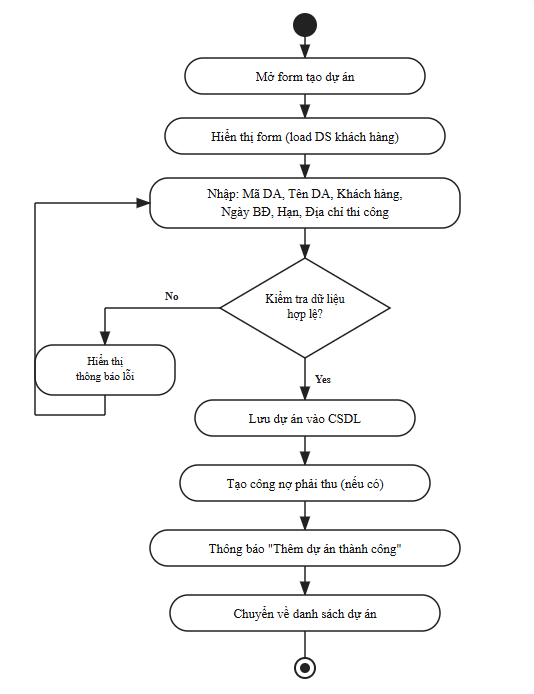 Mở form tạo dự án
Hiển thị form (load DS khách hàng)
Nhập: Mã DA, Tên DA, Khách hàng,
Ngày BĐ, Hạn, Địa chỉ thi công
Kiểm tra dữ liệu
hợp lệ?
No
Hiển thị
thông báo lỗi
Yes
Lưu dự án vào CSDL
Tạo công nợ phải thu (nếu có)
Thông báo "Thêm dự án thành công"
Chuyển về danh sách dự án